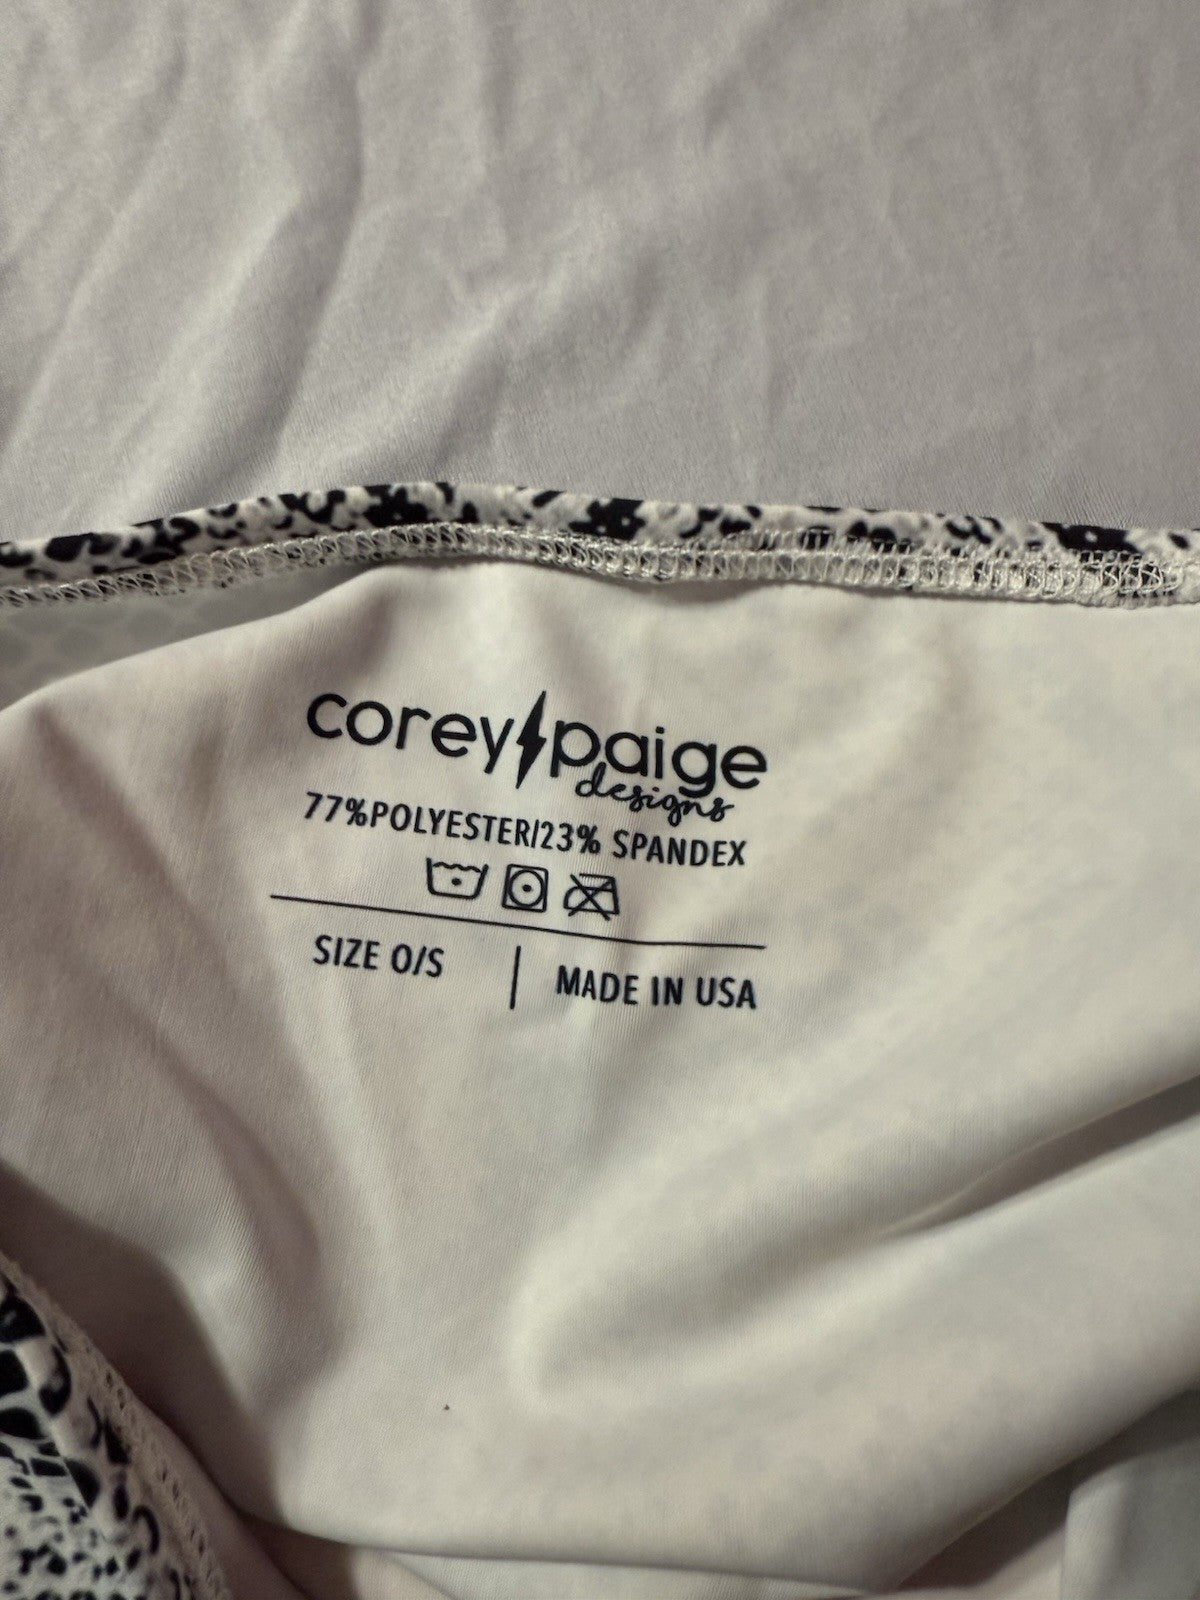 corey paige
designs
77%POLYESTER/23% SPANDEX
SIZE O/S
MADE IN USA